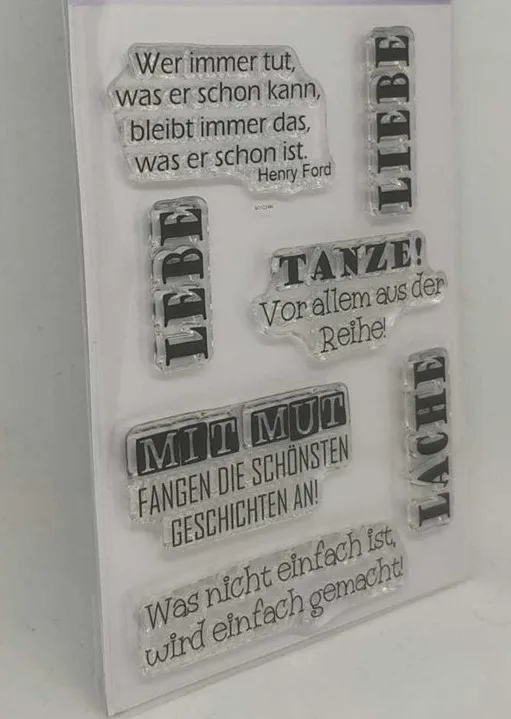 Wer immer tut,
was er schon kann,
bleibt immer das,
was er schon ist.
Henry Ford
LIEBE
LEBE
TANZE!
Vor allem aus der
Reihe!
LACHE
MIT MUT
FANGEN DIE SCHÖNSTEN
GESCHICHTEN AN!
Was nicht einfach ist,
wird einfach gemacht!